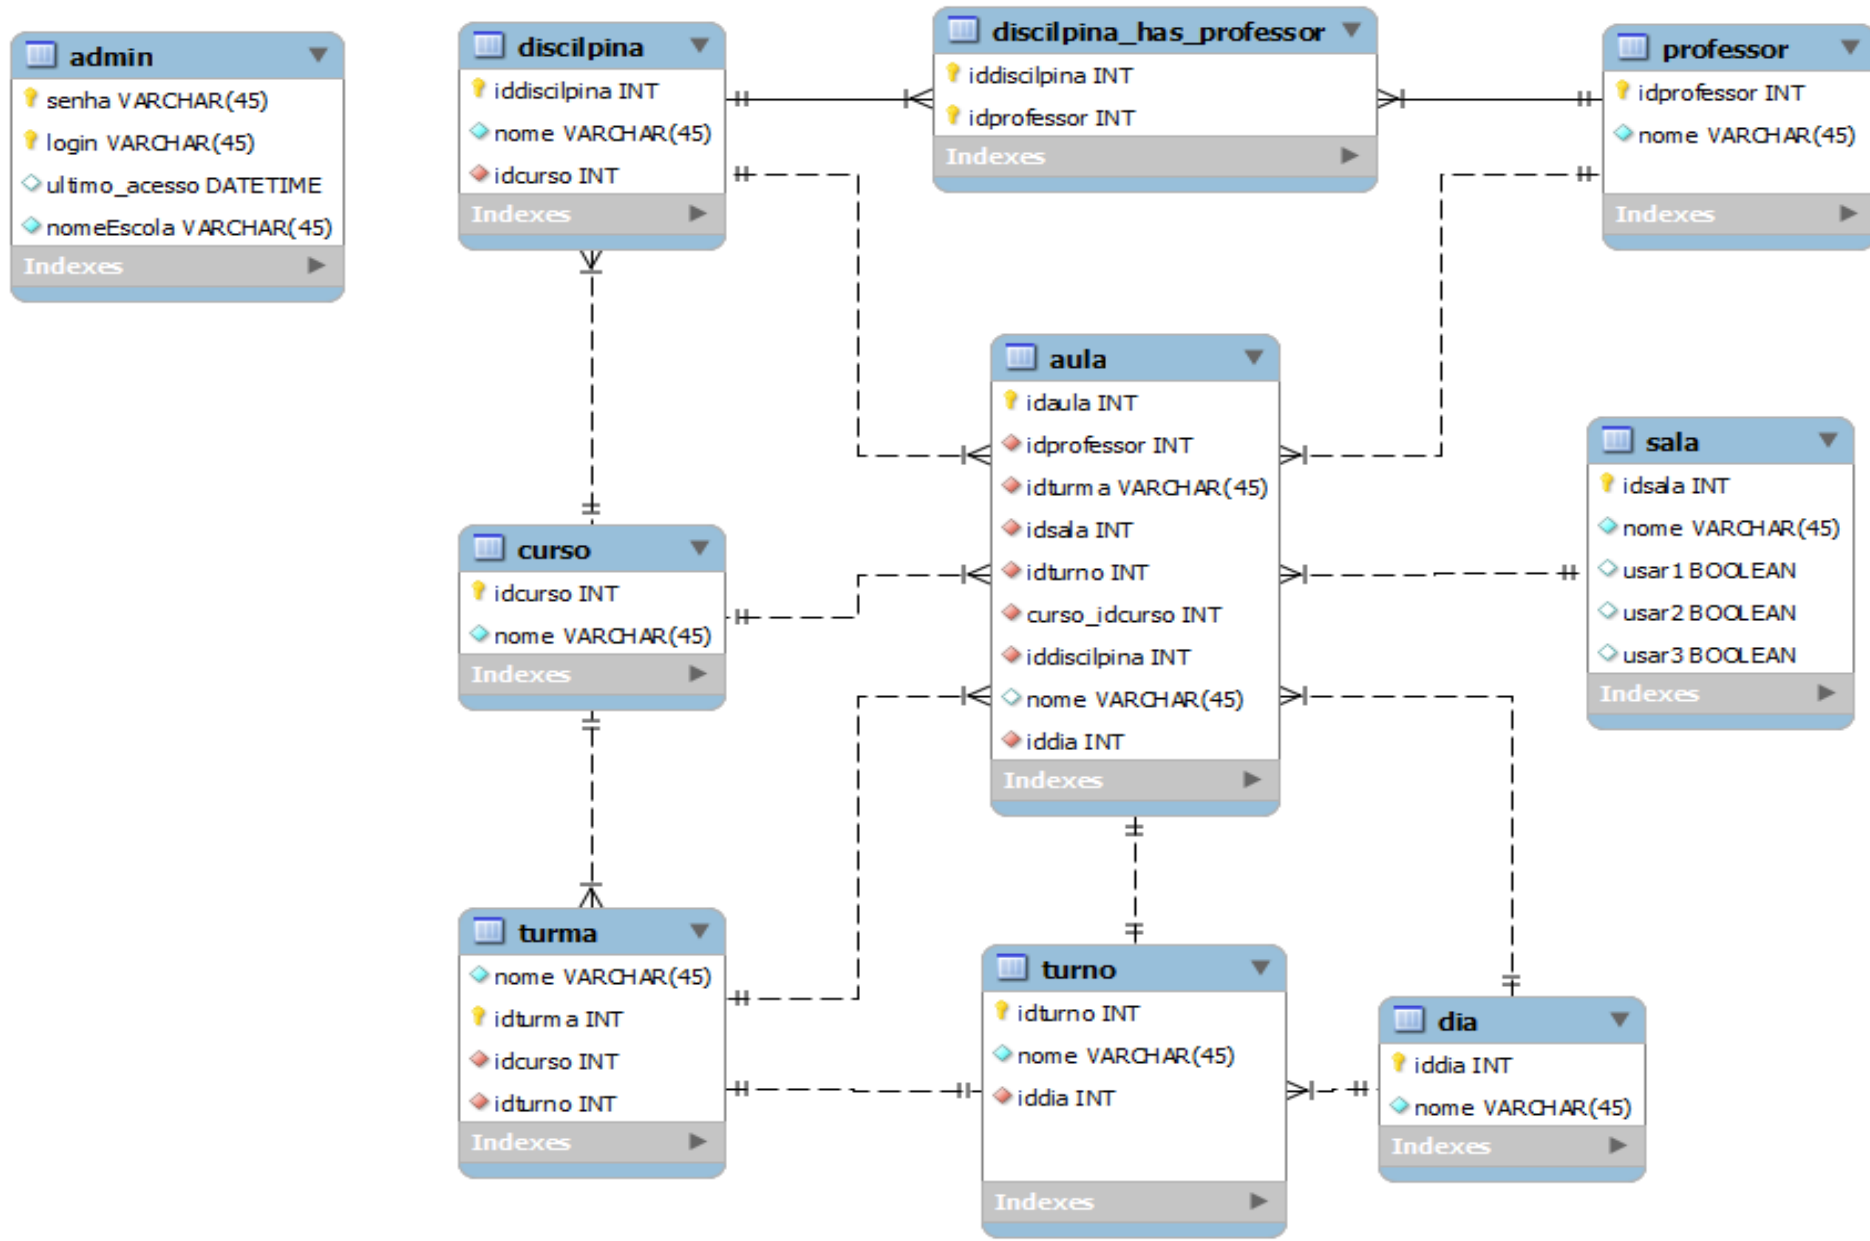 admin
senha VARCHAR(45)
login VARCHAR(45)
ultimo_acesso DATETIME
nomeEscola VARCHAR(45)
Indexes
discilpina
iddiscilpina INT
nome VARCHAR(45)
idcurso INT
Indexes
discilpina_has_professor
iddiscilpina INT
idprofessor INT
Indexes
professor
idprofessor INT
nome VARCHAR(45)
Indexes
aula
idaula INT
idprofessor INT
idturma VARCHAR(45)
idsala INT
idturno INT
curso_idcurso INT
iddiscilpina INT
nome VARCHAR(45)
iddia INT
Indexes
sala
idsala INT
nome VARCHAR(45)
usar1 BOOLEAN
usar2 BOOLEAN
usar3 BOOLEAN
Indexes
curso
idcurso INT
nome VARCHAR(45)
Indexes
turma
nome VARCHAR(45)
idturma INT
idcurso INT
idturno INT
Indexes
turno
idturno INT
nome VARCHAR(45)
iddia INT
Indexes
dia
iddia INT
nome VARCHAR(45)
Indexes